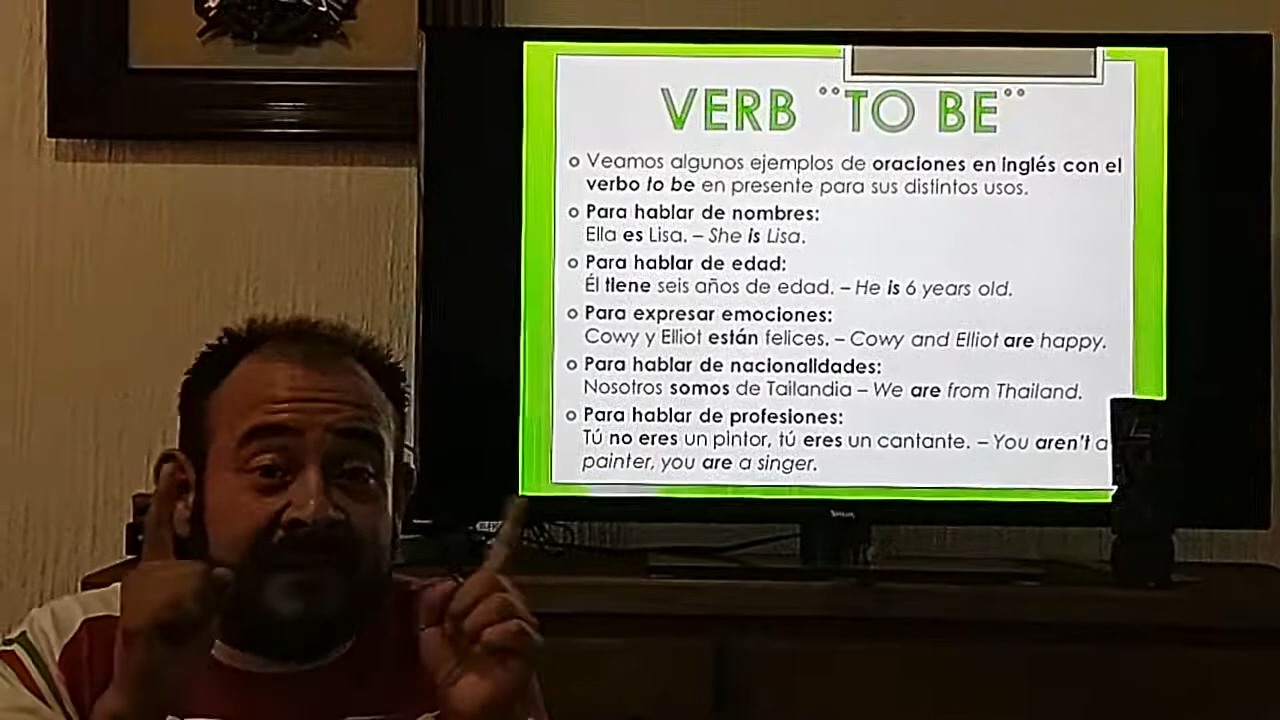 VERB ¨TO BE¨
Veamos algunos ejemplos de oraciones en inglés con el
verbo to be en presente para sus distintos usos.
Para hablar de nombres:
Ella es Lisa. – She is Lisa.
Para hablar de edad:
Él tiene seis años de edad. – He is 6 years old.
Para expresar emociones:
Cowy y Elliot están felices. – Cowy and Elliot are happy.
Para hablar de nacionalidades:
Nosotros somos de Tailandia – We are from Thailand.
Para hablar de profesiones:
Tú no eres un pintor, tú eres un cantante. – You aren't a
painter, you are a singer.